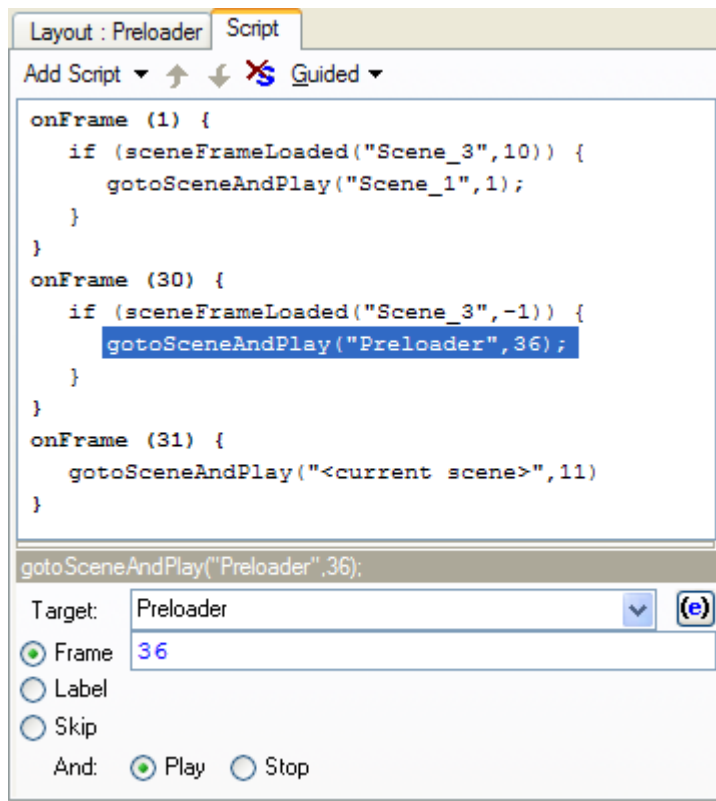 Layout : Preloader Script
Add Script Guided
onFrame (1) {
if (sceneFrameLoaded("Scene_3",10)) {
gotoSceneAndPlay("Scene_1",1);
}
}
onFrame (30) {
if (sceneFrameLoaded("Scene_3",-1)) {
gotoSceneAndPlay("Preloader",36);
}
}
onFrame (31) {
gotoSceneAndPlay("<current scene>",11)
}
gotoSceneAndPlay("Preloader",36);
Target: Preloader (e)
Frame 36
Label
Skip
And: Play Stop